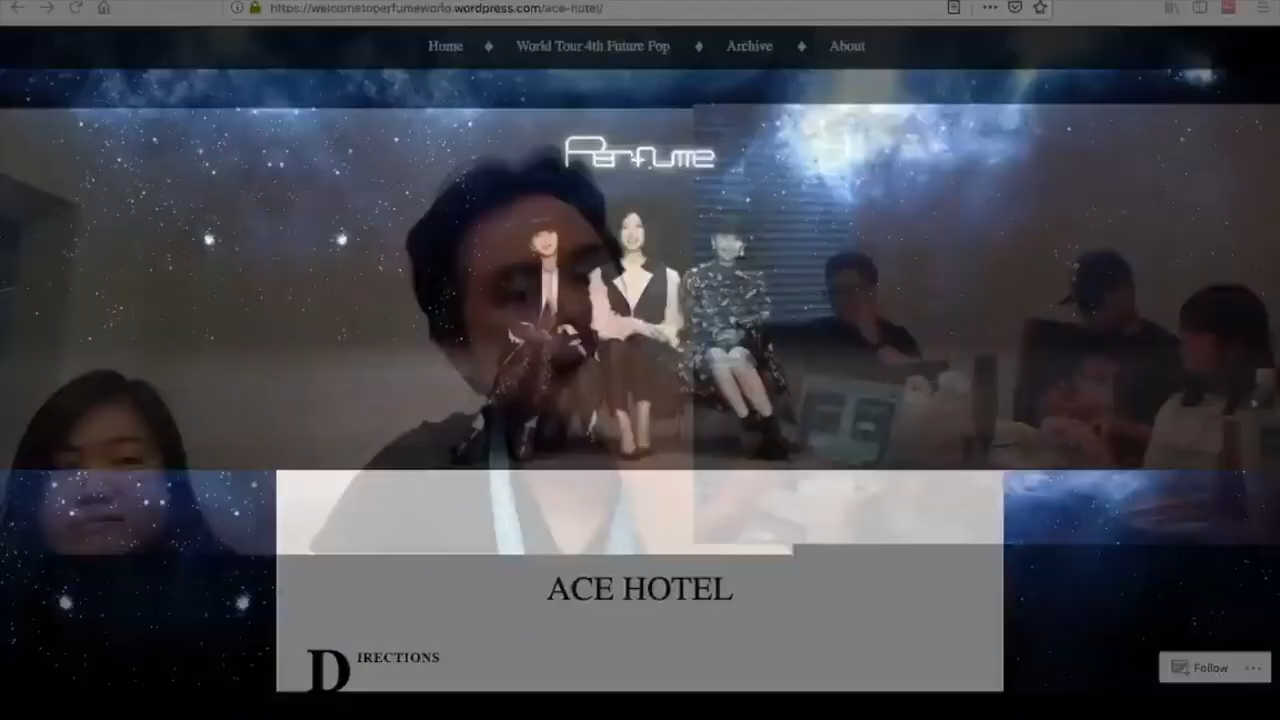 https://welcometoperfumeworld.wordpress.com/ace-hotel/
Home ♦ World Tour 4th Future Pop ♦ Archive ♦ About
Perfume
ACE HOTEL
DIRECTIONS
Follow